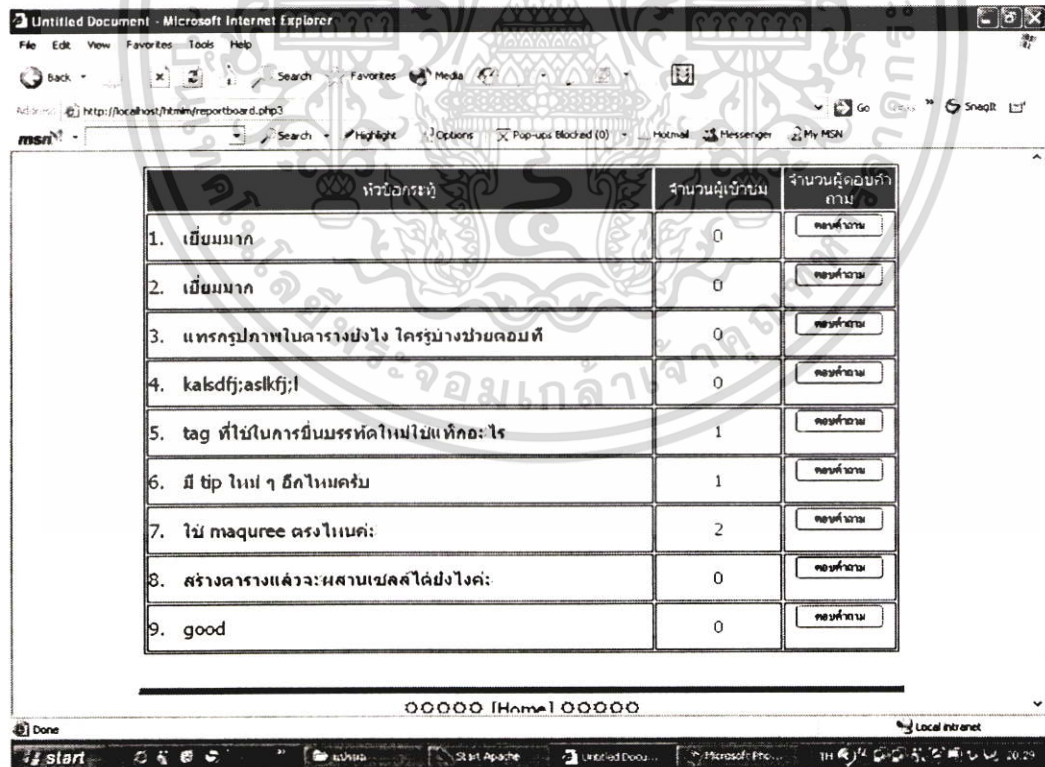 Untitled Document - Microsoft Internet Explorer
File Edit View Favorites Tools Help
Back Search Favorites Media
Address http://localhost/htmlm/reportboard.php3 Go Links » SnagIt
msn Search Highlight Options Pop-ups Blocked (0) Hotmail Messenger My MSN
หัวข้อกระทู้ จำนวนผู้เข้าชม จำนวนผู้ตอบคำถาม
1. เยี่ยมมาก 0 ตอบคำถาม
2. เยี่ยมมาก 0 ตอบคำถาม
3. แทรกรูปภาพในตารางยังไง ใครรู้บ้างช่วยตอบที 0 ตอบคำถาม
4. kalsdfj;aslkfj;l 0 ตอบคำถาม
5. tag ที่ใช้ในการขึ้นบรรทัดใหม่ใช้แท็กอะไร 1 ตอบคำถาม
6. มี tip ใหม่ ๆ อีกไหมครับ 1 ตอบคำถาม
7. ใช้ maquree ตรงไหนค่ะ 2 ตอบคำถาม
8. สร้างตารางแล้วจะผสานเซลล์ได้ยังไงค่ะ 0 ตอบคำถาม
9. good 0 ตอบคำถาม
[Home]
Done Local intranet
start Start Apache Untitled Docu... Microsoft Pho... TH 20:29